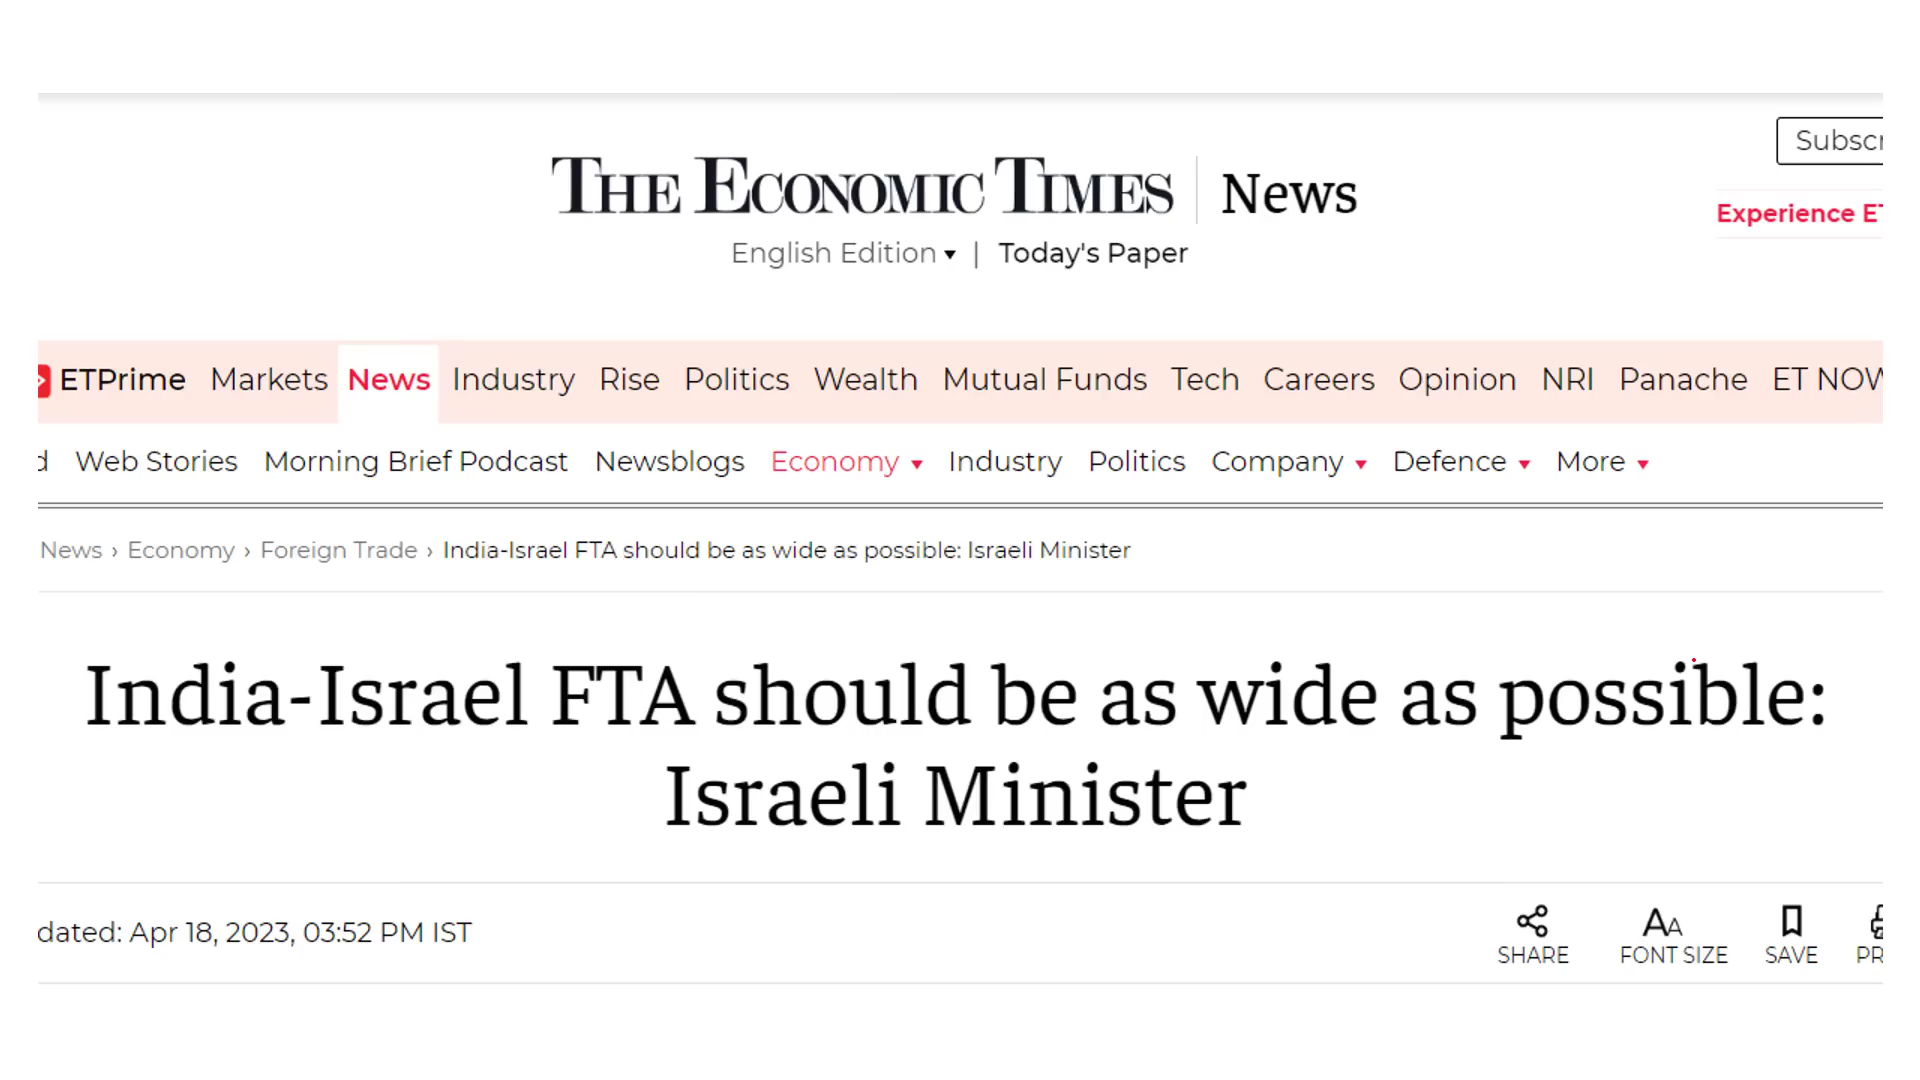 Subscr
THE ECONOMIC TIMES News
Experience ET
English Edition | Today's Paper
ETPrime Markets News Industry Rise Politics Wealth Mutual Funds Tech Careers Opinion NRI Panache ET NOW
d Web Stories Morning Brief Podcast Newsblogs Economy Industry Politics Company Defence More
News › Economy › Foreign Trade › India-Israel FTA should be as wide as possible: Israeli Minister
India-Israel FTA should be as wide as possible:
Israeli Minister
dated: Apr 18, 2023, 03:52 PM IST
SHARE AA FONT SIZE SAVE PR